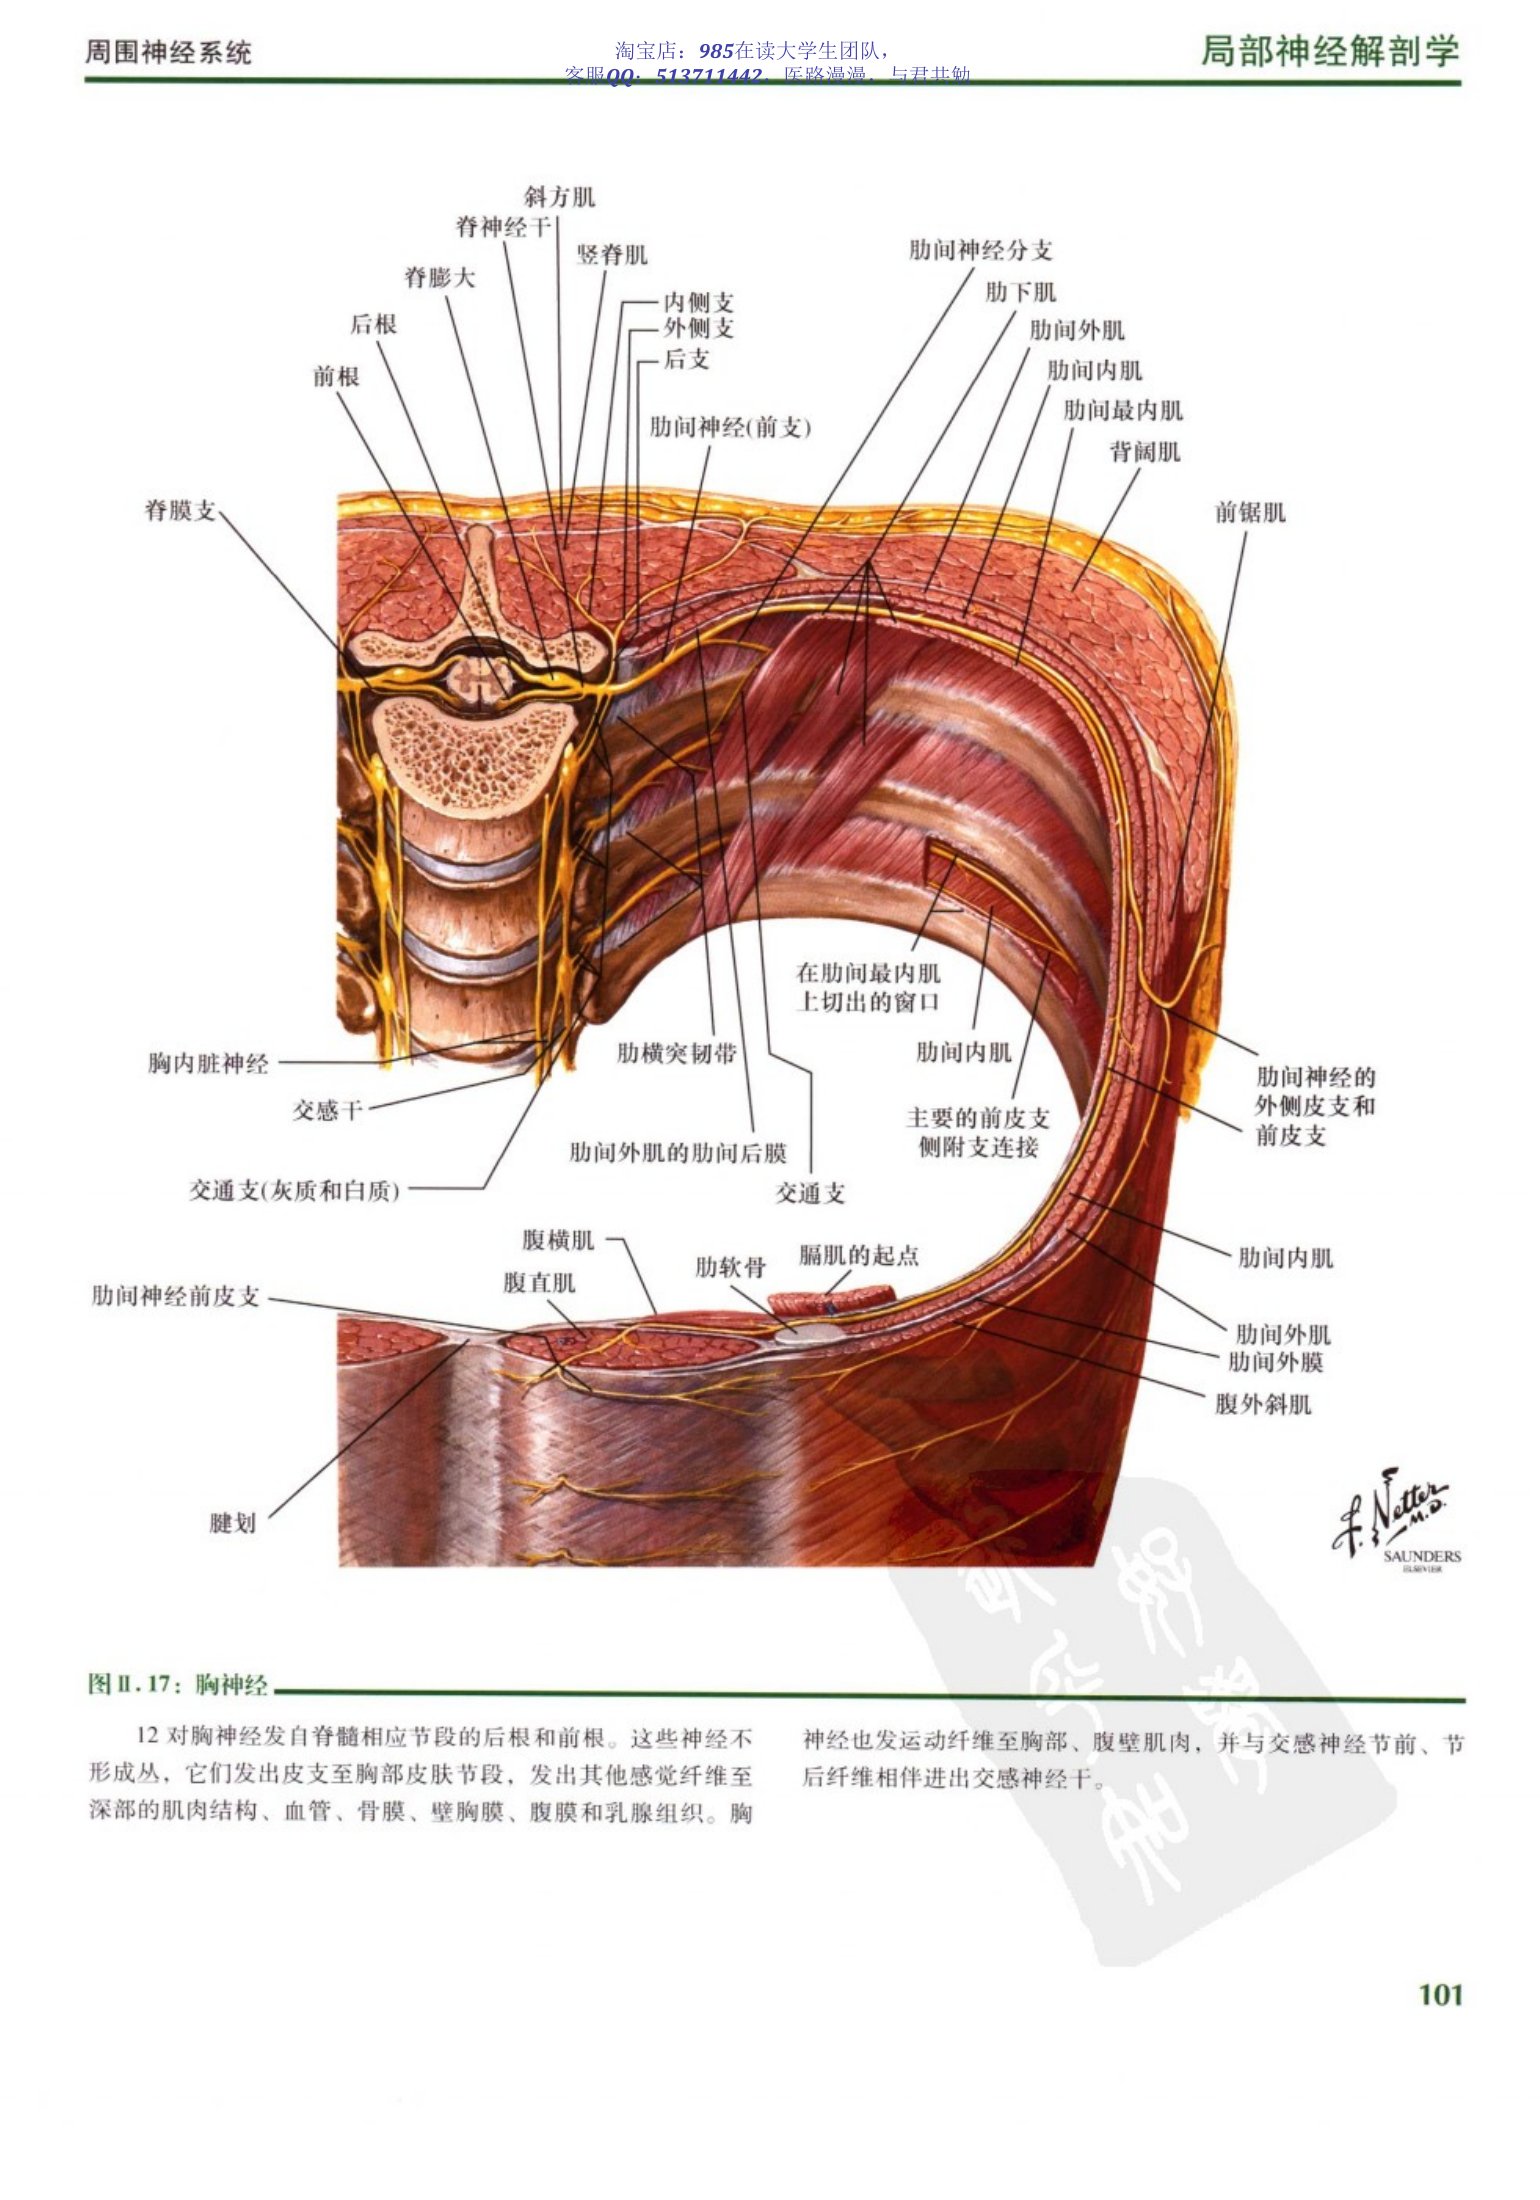 周围神经系统
淘宝店：985在读大学生团队，
客服QQ：513711442，医路漫漫，与君共勉
局部神经解剖学
斜方肌
脊神经干
竖脊肌
脊膨大
后根
前根
内侧支
外侧支
后支
肋间神经(前支)
肋间神经分支
肋下肌
肋间外肌
肋间内肌
肋间最内肌
背阔肌
前锯肌
脊膜支
在肋间最内肌
上切出的窗口
肋间内肌
主要的前皮支
侧附支连接
肋间神经的
外侧皮支和
前皮支
胸内脏神经
交感干
肋横突韧带
肋间外肌的肋间后膜
交通支(灰质和白质)
交通支
腹横肌
腹直肌
肋软骨
膈肌的起点
肋间神经前皮支
肋间内肌
肋间外肌
肋间外膜
腹外斜肌
腱划
F. Netter
M.D.
SAUNDERS
ELSEVIER
图Ⅱ.17：胸神经
12 对胸神经发自脊髓相应节段的后根和前根。这些神经不
形成丛，它们发出皮支至胸部皮肤节段，发出其他感觉纤维至
深部的肌肉结构、血管、骨膜、壁胸膜、腹膜和乳腺组织。胸
神经也发运动纤维至胸部、腹壁肌肉，并与交感神经节前、节
后纤维相伴进出交感神经干。
101